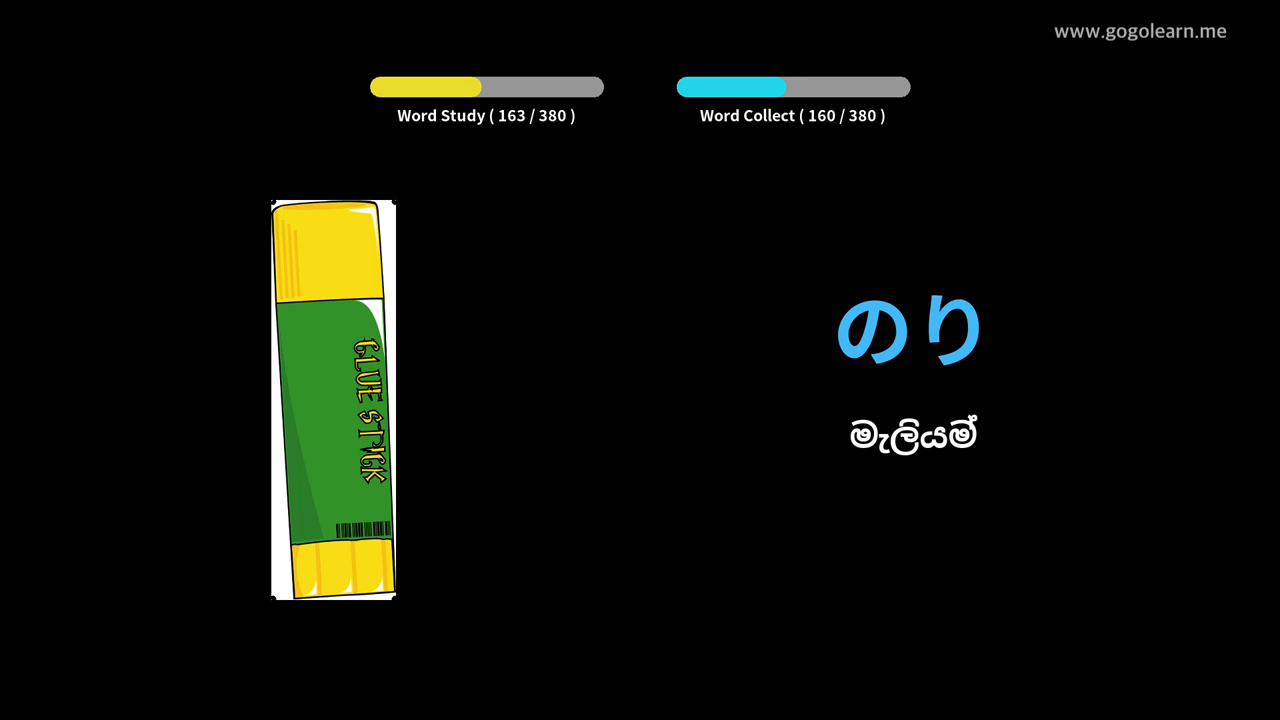 www.gogolearn.me
Word Study ( 163 / 380 )
Word Collect ( 160 / 380 )
GLUE STICK
のり
මැලියම්